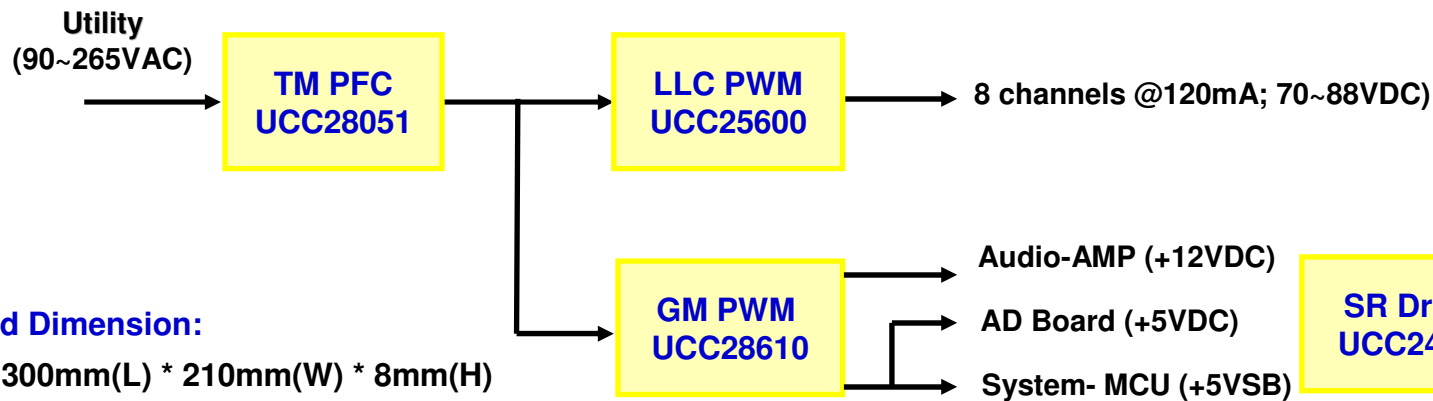 Utility
(90~265VAC)
TM PFC
UCC28051
LLC PWM
UCC25600
8 channels @120mA; 70~88VDC)
GM PWM
UCC28610
Audio-AMP (+12VDC)
AD Board (+5VDC)
System- MCU (+5VSB)
SR Dr
UCC24
d Dimension:
300mm(L) * 210mm(W) * 8mm(H)